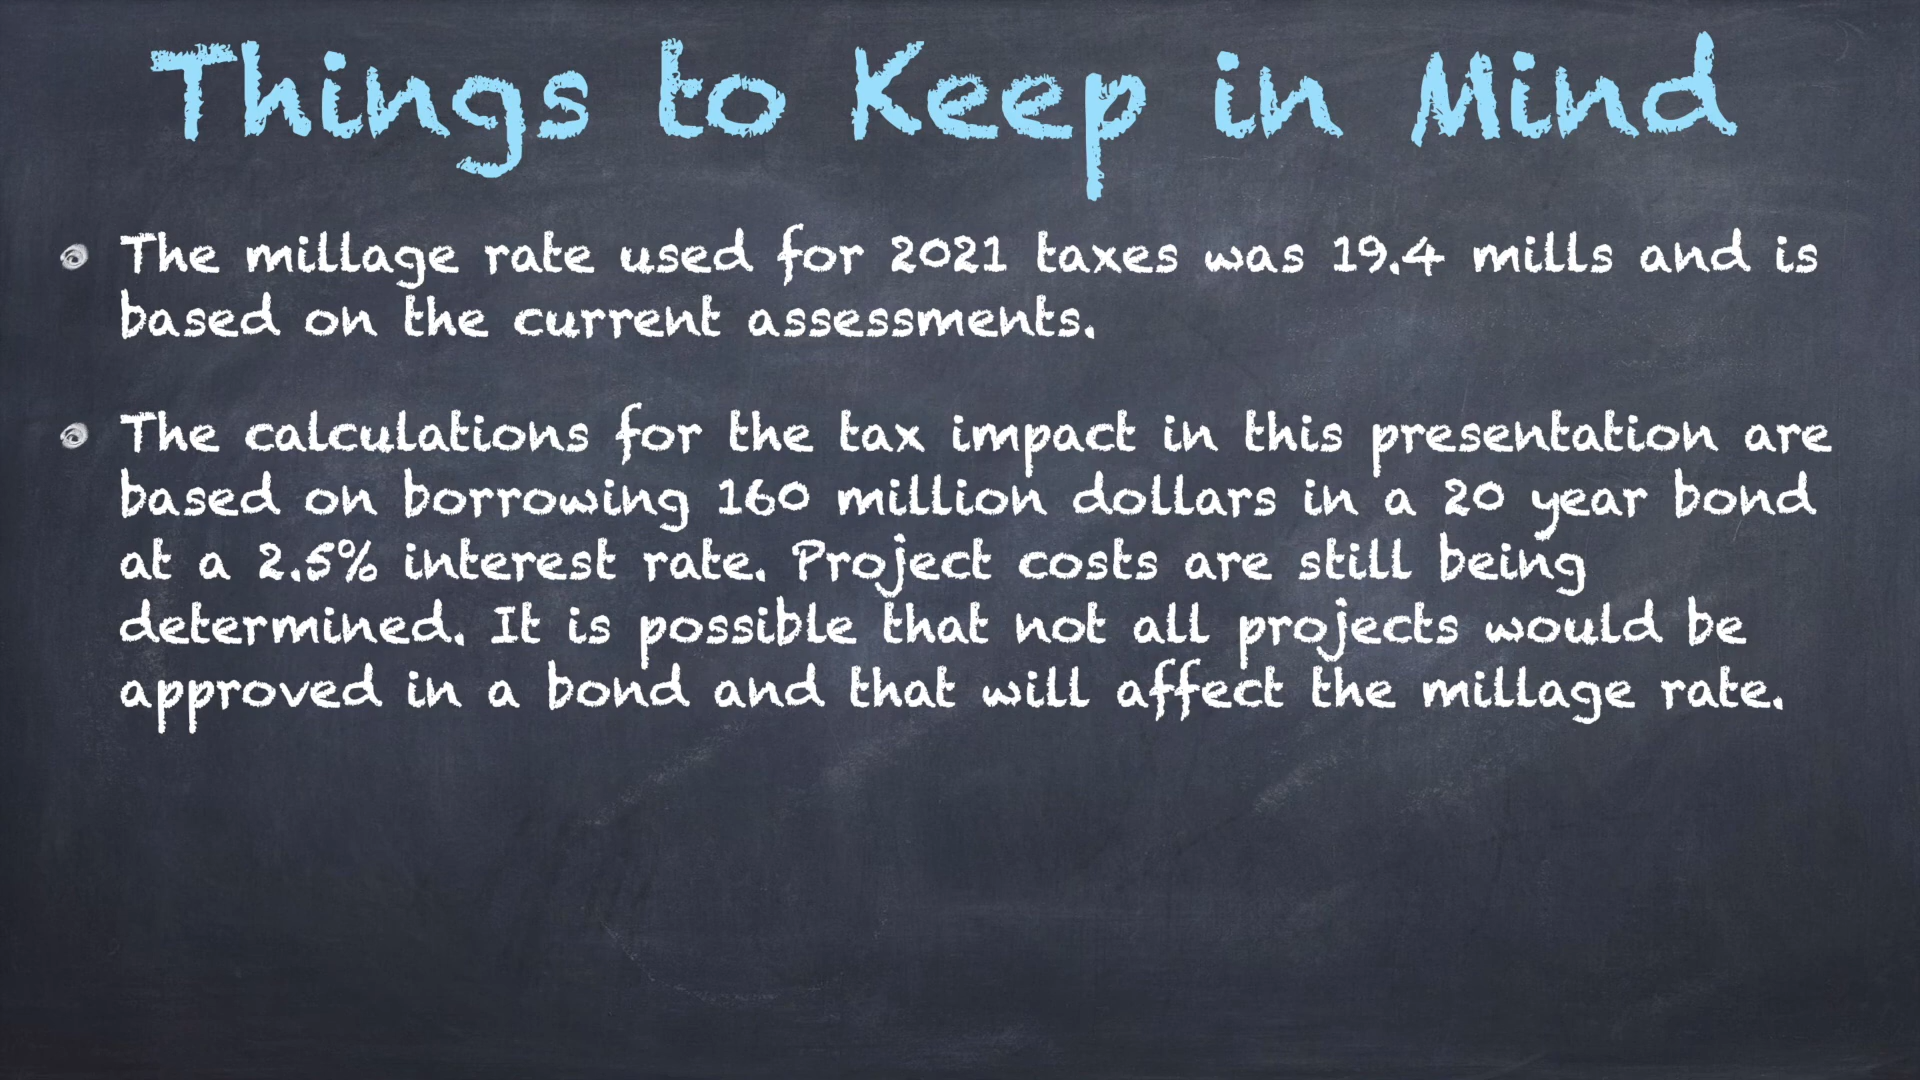 Things to Keep in Mind
The millage rate used for 2021 taxes was 19.4 mills and is
based on the current assessments.
The calculations for the tax impact in this presentation are
based on borrowing 160 million dollars in a 20 year bond
at a 2.5% interest rate. Project costs are still being
determined. It is possible that not all projects would be
approved in a bond and that will affect the millage rate.